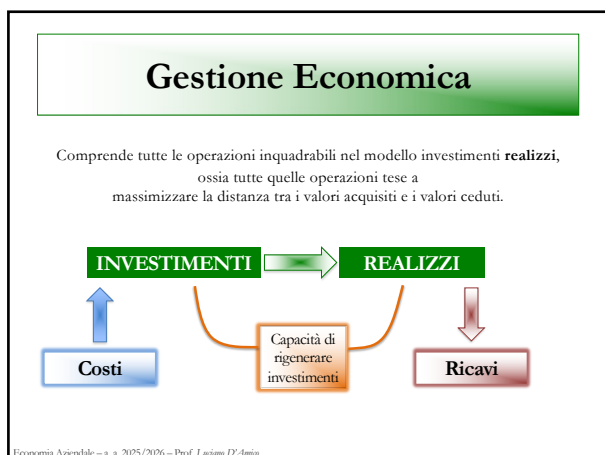 Gestione Economica
Comprende tutte le operazioni inquadrabili nel modello investimenti realizzi,
ossia tutte quelle operazioni tese a
massimizzare la distanza tra i valori acquisiti e i valori ceduti.
INVESTIMENTI
REALIZZI
Capacità di
rigenerare
investimenti
Costi
Ricavi
Economia Aziendale – a. a. 2025/2026 – Prof. Luciano D'Amico